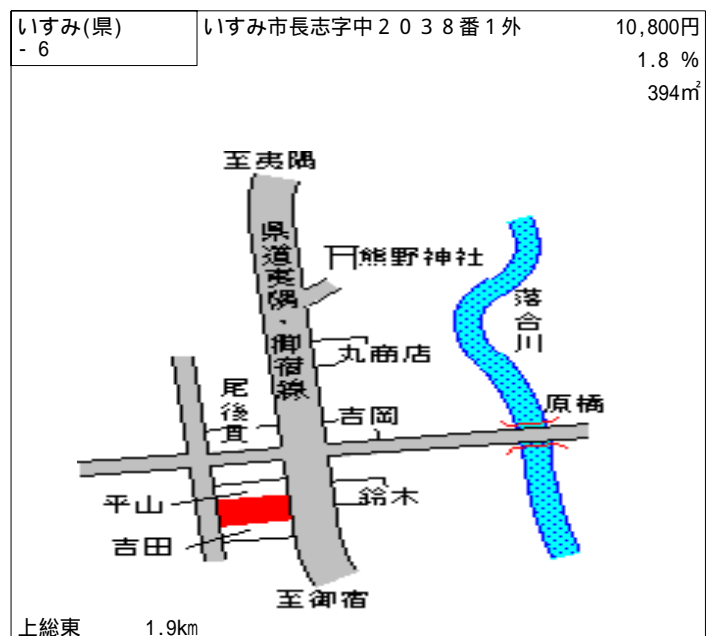 いすみ(県)
- 6
いすみ市長志字中２０３８番１外
10,800円
1.8 %
394㎡
至夷隅
県道夷隅・御宿線
熊野神社
落合川
丸商店
尾後貫
吉岡
原橋
平山
鈴木
吉田
至御宿
上総東 1.9km